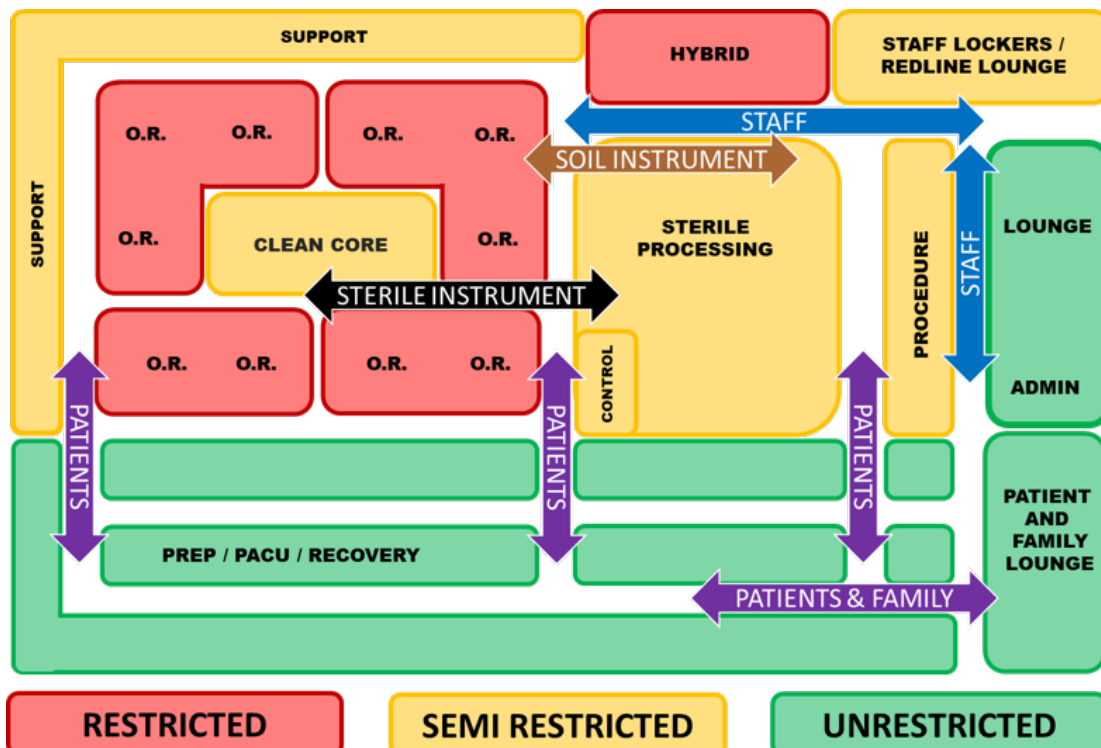 SUPPORT
HYBRID
STAFF LOCKERS /
REDLINE LOUNGE
STAFF
SOIL INSTRUMENT
O.R. O.R. O.R. O.R.
SUPPORT
O.R. CLEAN CORE O.R.
STERILE
PROCESSING
PROCEDURE
STAFF
LOUNGE
STERILE INSTRUMENT
O.R. O.R. O.R. O.R.
CONTROL
ADMIN
PATIENTS
PATIENTS
PATIENTS
PREP / PACU / RECOVERY
PATIENT
AND
FAMILY
LOUNGE
PATIENTS & FAMILY
RESTRICTED
SEMI RESTRICTED
UNRESTRICTED